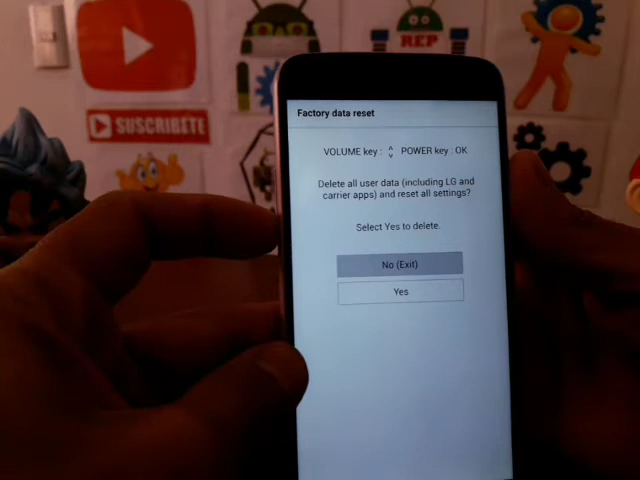 REP
SUSCRIBETE
Factory data reset
VOLUME key : ^ v POWER key : OK
Delete all user data (including LG and
carrier apps) and reset all settings?
Select Yes to delete.
No (Exit)
Yes